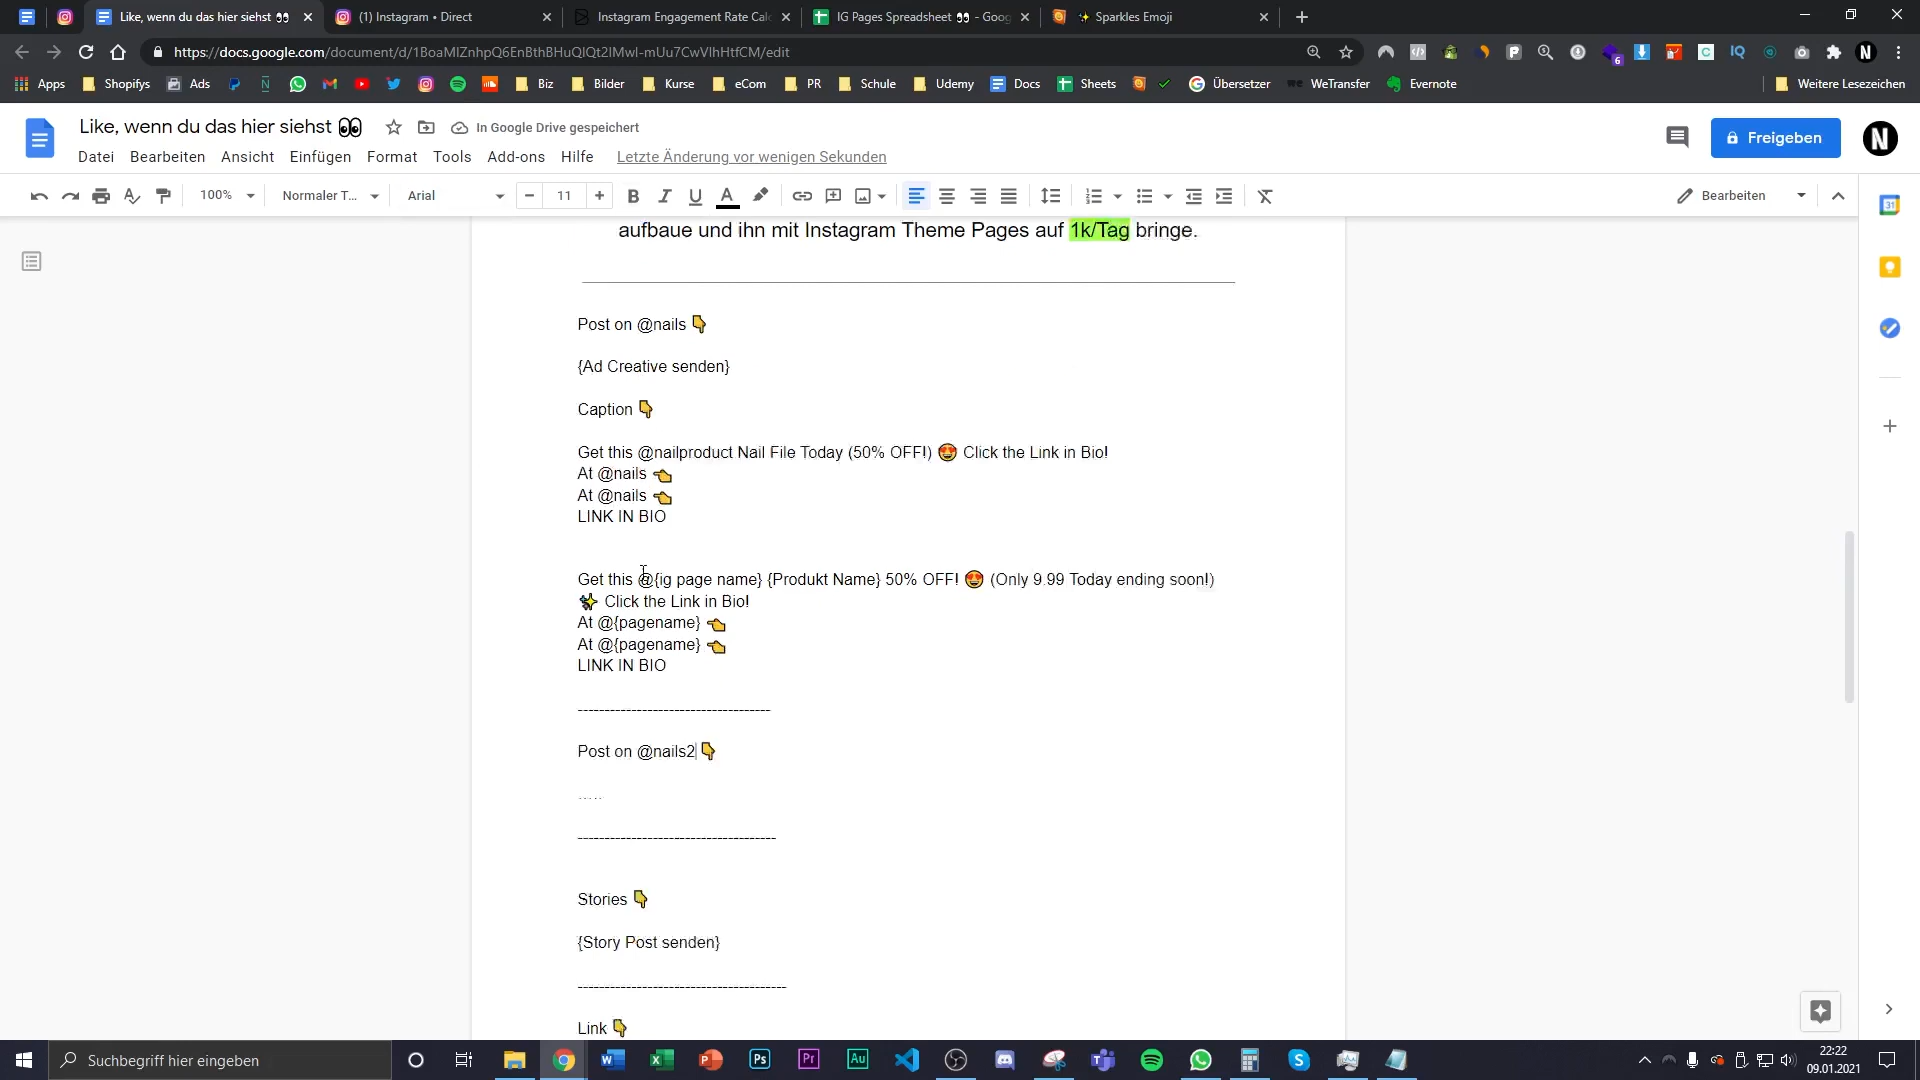 Like, wenn du das hier siehst 👀
(1) Instagram • Direct
Instagram Engagement Rate Cal
IG Pages Spreadsheet 👀 - Goog
✨ Sparkles Emoji
https://docs.google.com/document/d/1BoaMlZnhpQ6EnBthBHuQlQt2IMwl-mUu7CwVlhHtfCM/edit
Apps
Shopifys
Ads
Biz
Bilder
Kurse
eCom
PR
Schule
Udemy
Docs
Sheets
Übersetzer
WeTransfer
Evernote
Weitere Lesezeichen
Like, wenn du das hier siehst 👀
In Google Drive gespeichert
Freigeben
N
Datei Bearbeiten Ansicht Einfügen Format Tools Add-ons Hilfe Letzte Änderung vor wenigen Sekunden
100% Normaler T... Arial 11 Bearbeiten
aufbaue und ihn mit Instagram Theme Pages auf 1k/Tag bringe.
Post on @nails 👇
{Ad Creative senden}
Caption 👇
Get this @nailproduct Nail File Today (50% OFF!) 🤩 Click the Link in Bio!
At @nails 👈
At @nails 👈
LINK IN BIO
Get this @{ig page name} {Produkt Name} 50% OFF! 🤩 (Only 9.99 Today ending soon!)
✨ Click the Link in Bio!
At @{pagename} 👈
At @{pagename} 👈
LINK IN BIO
------------------------------------
Post on @nails2 👇
.....
-------------------------------------
Stories 👇
{Story Post senden}
---------------------------------------
Link 👇
Suchbegriff hier eingeben
22:22
09.01.2021